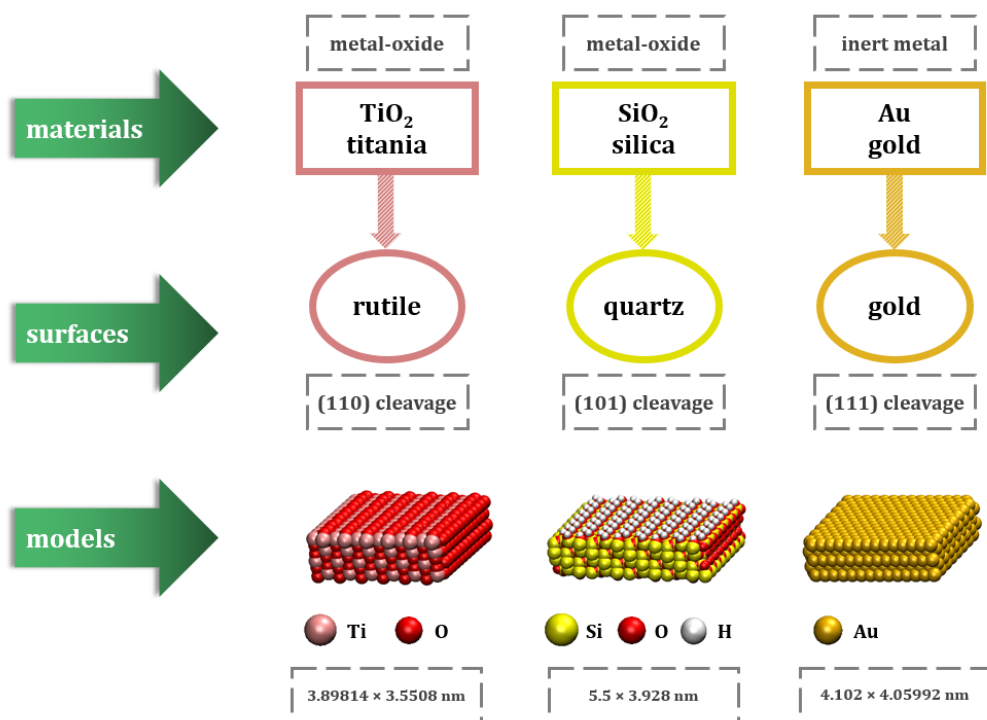 metal-oxide
metal-oxide
inert metal
materials
TiO₂
titania
SiO₂
silica
Au
gold
surfaces
rutile
quartz
gold
(110) cleavage
(101) cleavage
(111) cleavage
models
Ti
O
Si
O
H
Au
3.89814 × 3.5508 nm
5.5 × 3.928 nm
4.102 × 4.05992 nm